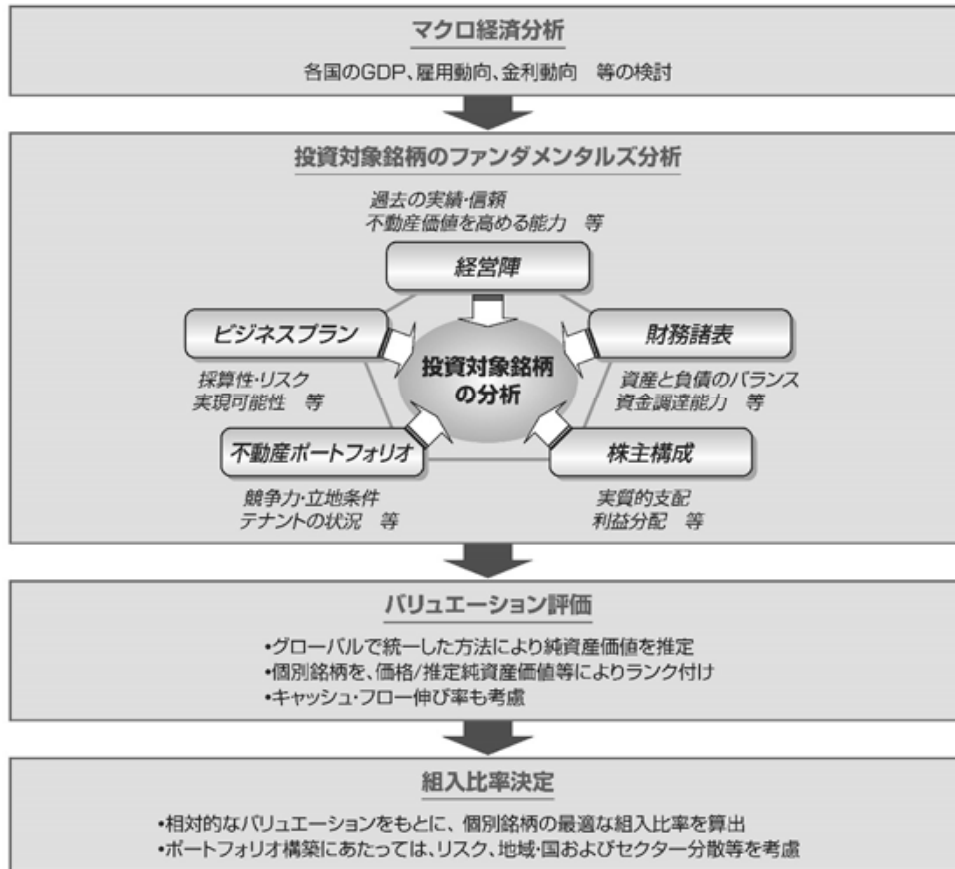 マクロ経済分析
各国のGDP、雇用動向、金利動向　等の検討
投資対象銘柄のファンダメンタルズ分析
過去の実績・信頼
不動産価値を高める能力　等
経営陣
ビジネスプラン
採算性・リスク
実現可能性　等
財務諸表
資産と負債のバランス
資金調達能力　等
投資対象銘柄
の分析
不動産ポートフォリオ
競争力・立地条件
テナントの状況　等
株主構成
実質的支配
利益分配　等
バリュエーション評価
•グローバルで統一した方法により純資産価値を推定
•個別銘柄を、価格/推定純資産価値等によりランク付け
•キャッシュ・フロー伸び率も考慮
組入比率決定
•相対的なバリュエーションをもとに、個別銘柄の最適な組入比率を算出
•ポートフォリオ構築にあたっては、リスク、地域・国およびセクター分散等を考慮